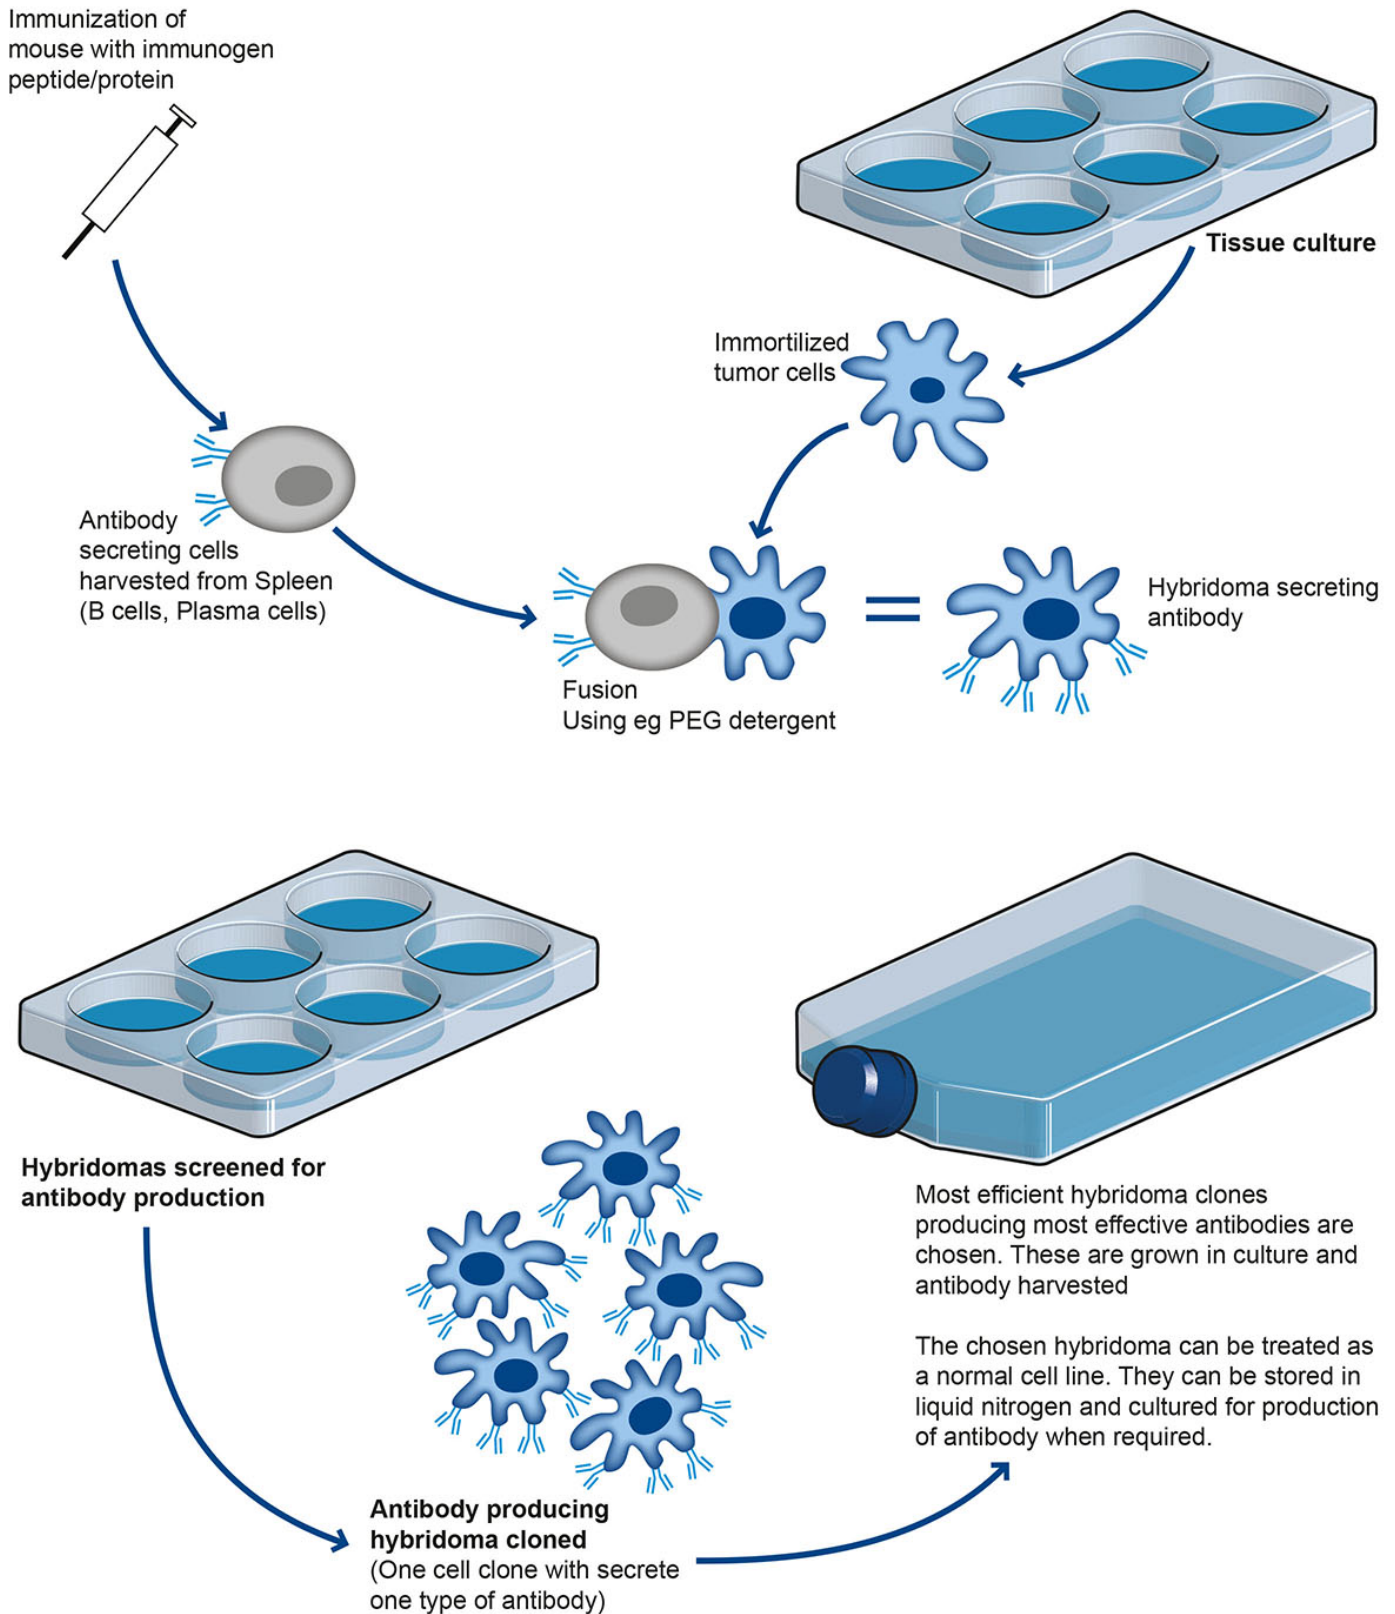 Immunization of
mouse with immunogen
peptide/protein
Tissue culture
Immortilized
tumor cells
Antibody
secreting cells
harvested from Spleen
(B cells, Plasma cells)
Fusion
Using eg PEG detergent
Hybridoma secreting
antibody
Hybridomas screened for
antibody production
Antibody producing
hybridoma cloned
(One cell clone with secrete
one type of antibody)
Most efficient hybridoma clones
producing most effective antibodies are
chosen. These are grown in culture and
antibody harvested
The chosen hybridoma can be treated as
a normal cell line. They can be stored in
liquid nitrogen and cultured for production
of antibody when required.